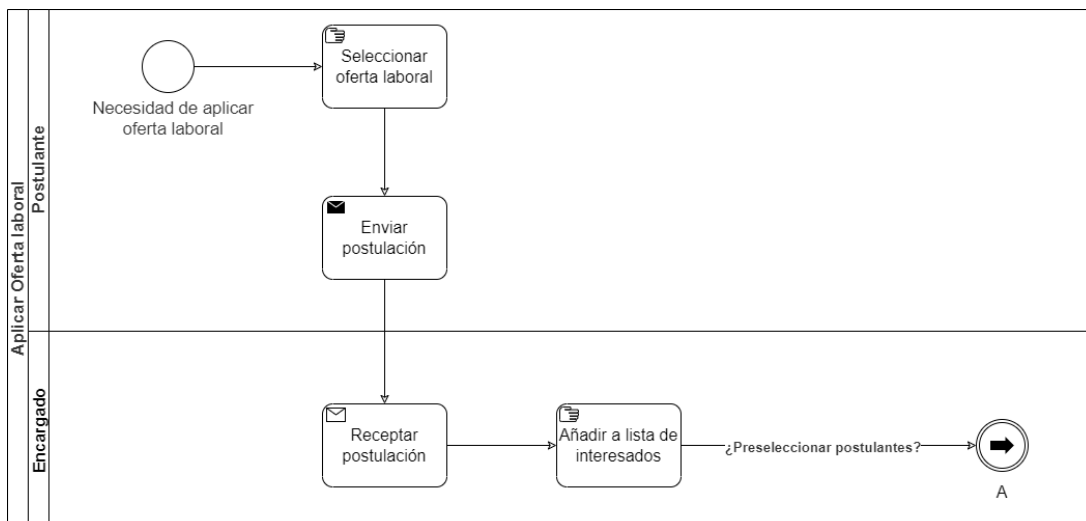 Aplicar Oferta laboral
Postulante
Necesidad de aplicar
oferta laboral
Seleccionar
oferta laboral
Enviar
postulación
Encargado
Receptar
postulación
Añadir a lista de
interesados
¿Preseleccionar postulantes?
A